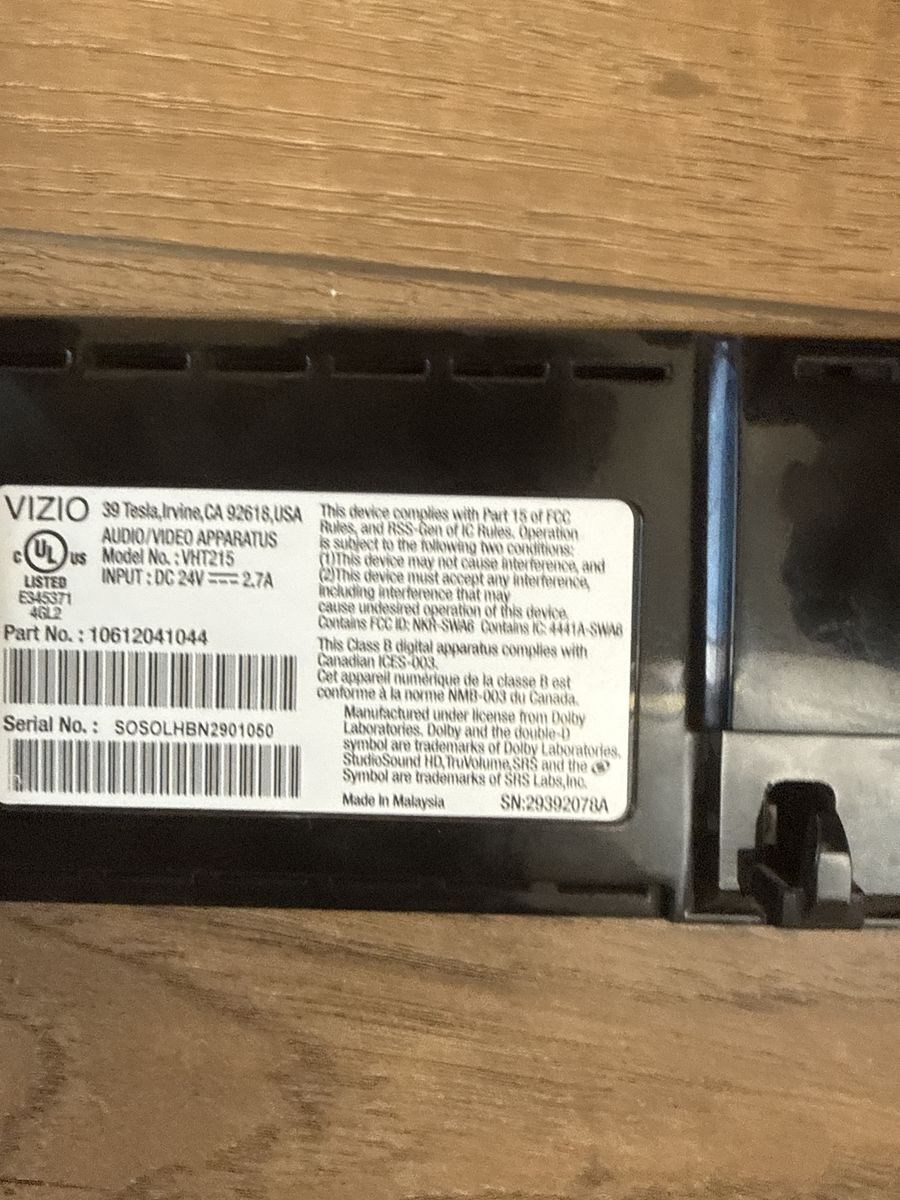 VIZIO
39 Tesla,Irvine,CA 92618,USA
AUDIO/VIDEO APPARATUS
Model No. : VHT215
INPUT : DC 24V 2.7A
C UL US
LISTED
E345371
4GL2
Part No. : 10612041044
Serial No. : SOSOLHBN2901050
This device complies with Part 15 of FCC
Rules, and RSS-Gen of IC Rules. Operation
is subject to the following two conditions:
(1)This device may not cause interference, and
(2)This device must accept any interference,
including interference that may
cause undesired operation of this device.
Contains FCC ID: NKR-SWA6 Contains IC: 4441A-SWA6
This Class B digital apparatus complies with
Canadian ICES-003.
Cet appareil numérique de la classe B est
conforme à la norme NMB-003 du Canada.
Manufactured under license from Dolby
Laboratories. Dolby and the double-D
symbol are trademarks of Dolby Laboratories.
StudioSound HD,TruVolume,SRS and the
Symbol are trademarks of SRS Labs,Inc.
Made In Malaysia
SN:29392078A